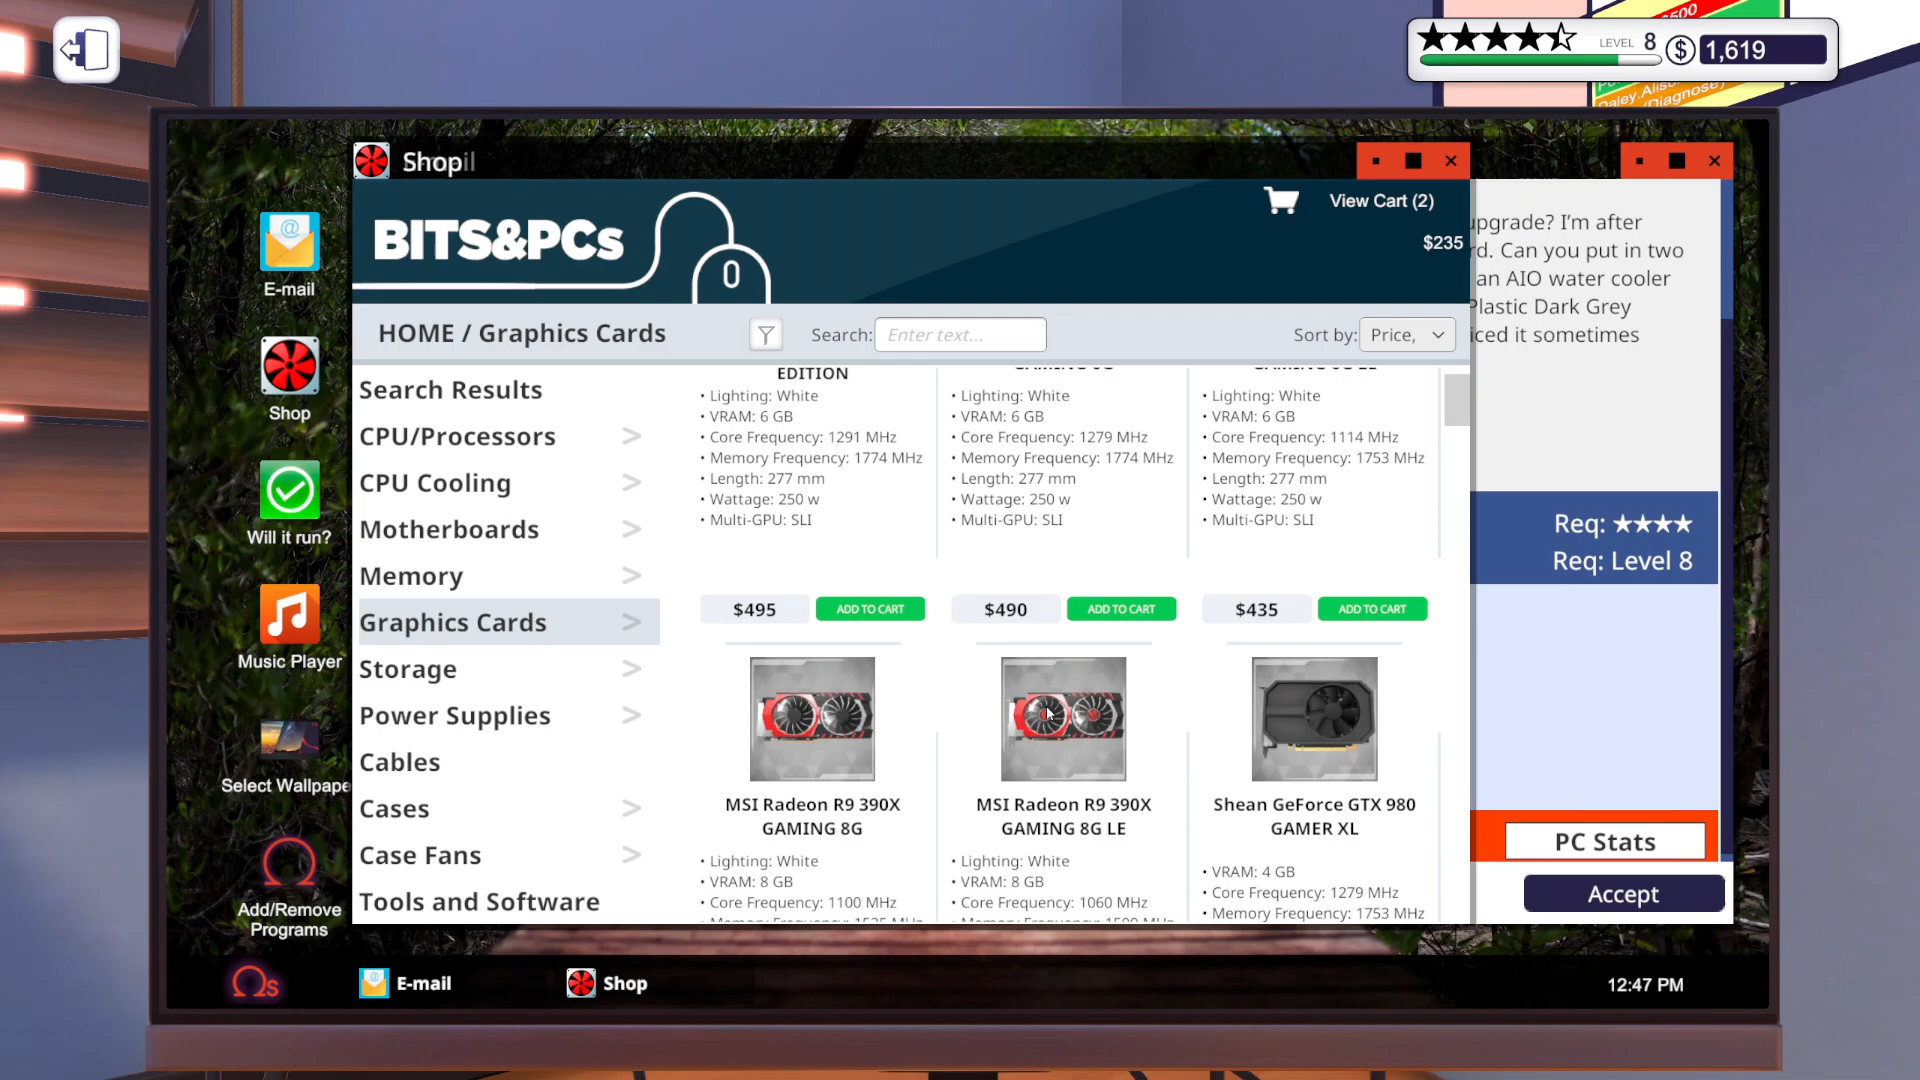 $500
LEVEL 8
$ 1,619
Daley.Aliso
(Diagnose)
Shop
View Cart (2)
$235
BITS&PCs
HOME / Graphics Cards
Search:
Enter text...
Sort by:
Price,
E-mail
Shop
Will it run?
Music Player
Select Wallpape
Add/Remove
Programs
Search Results
CPU/Processors >
CPU Cooling >
Motherboards >
Memory >
Graphics Cards >
Storage >
Power Supplies >
Cables
Cases >
Case Fans >
Tools and Software
EDITION
• Lighting: White
• VRAM: 6 GB
• Core Frequency: 1291 MHz
• Memory Frequency: 1774 MHz
• Length: 277 mm
• Wattage: 250 w
• Multi-GPU: SLI
$495
ADD TO CART
• Lighting: White
• VRAM: 6 GB
• Core Frequency: 1279 MHz
• Memory Frequency: 1774 MHz
• Length: 277 mm
• Wattage: 250 w
• Multi-GPU: SLI
$490
ADD TO CART
• Lighting: White
• VRAM: 6 GB
• Core Frequency: 1114 MHz
• Memory Frequency: 1753 MHz
• Length: 277 mm
• Wattage: 250 w
• Multi-GPU: SLI
$435
ADD TO CART
MSI Radeon R9 390X
GAMING 8G
• Lighting: White
• VRAM: 8 GB
• Core Frequency: 1100 MHz
MSI Radeon R9 390X
GAMING 8G LE
• Lighting: White
• VRAM: 8 GB
• Core Frequency: 1060 MHz
Shean GeForce GTX 980
GAMER XL
• VRAM: 4 GB
• Core Frequency: 1279 MHz
• Memory Frequency: 1753 MHz
upgrade? I'm after
rd. Can you put in two
an AIO water cooler
Plastic Dark Grey
iced it sometimes
Req: ★★★★
Req: Level 8
PC Stats
Accept
E-mail
Shop
12:47 PM